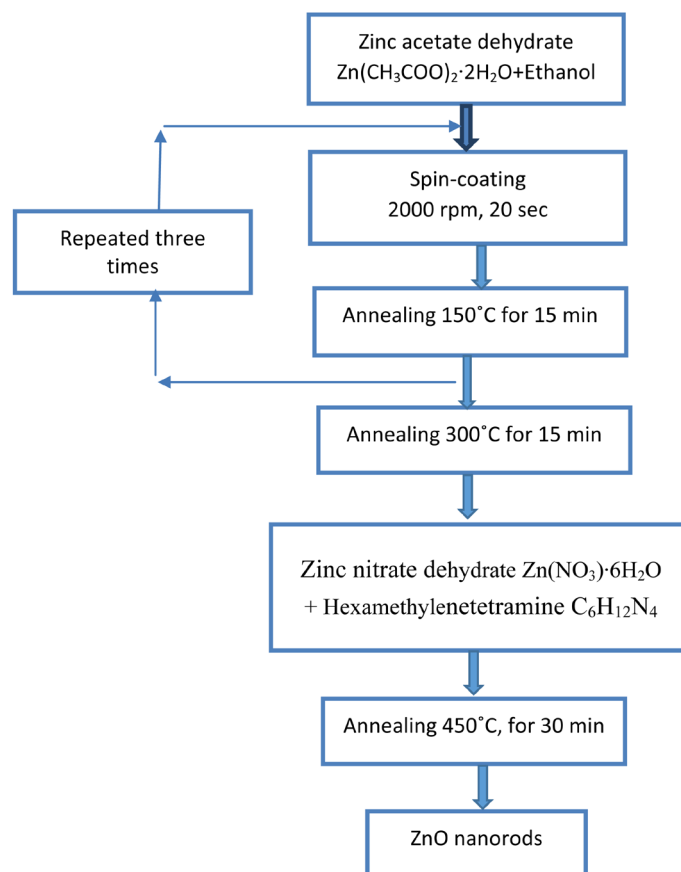 Zinc acetate dehydrate
Zn(CH₃COO)₂·2H₂O+Ethanol
Spin-coating
2000 rpm, 20 sec
Repeated three
times
Annealing 150˚C for 15 min
Annealing 300˚C for 15 min
Zinc nitrate dehydrate Zn(NO₃)·6H₂O
+ Hexamethylenetetramine C₆H₁₂N₄
Annealing 450˚C, for 30 min
ZnO nanorods